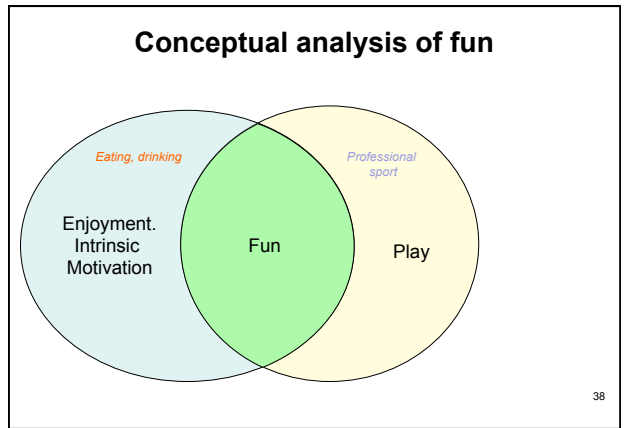 Conceptual analysis of fun
Eating, drinking
Professional
sport
Enjoyment.
Intrinsic
Motivation
Fun
Play
38